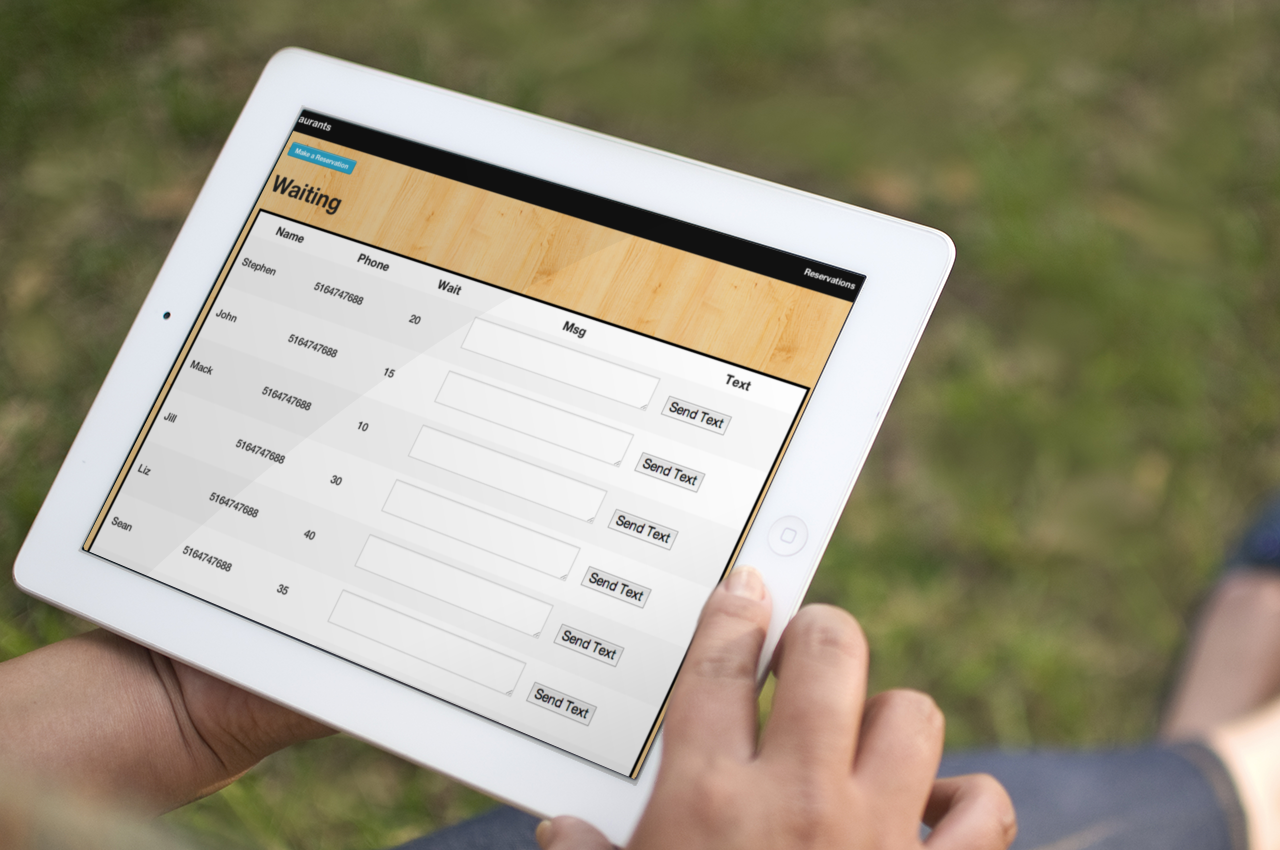 aurants
Reservations
Make a Reservation
Waiting
Name Phone Wait Msg Text
Stephen 5164747688 20 Send Text
John 5164747688 15 Send Text
Mack 5164747688 10 Send Text
Jill 5164747688 30 Send Text
Liz 5164747688 40 Send Text
Sean 5164747688 35 Send Text